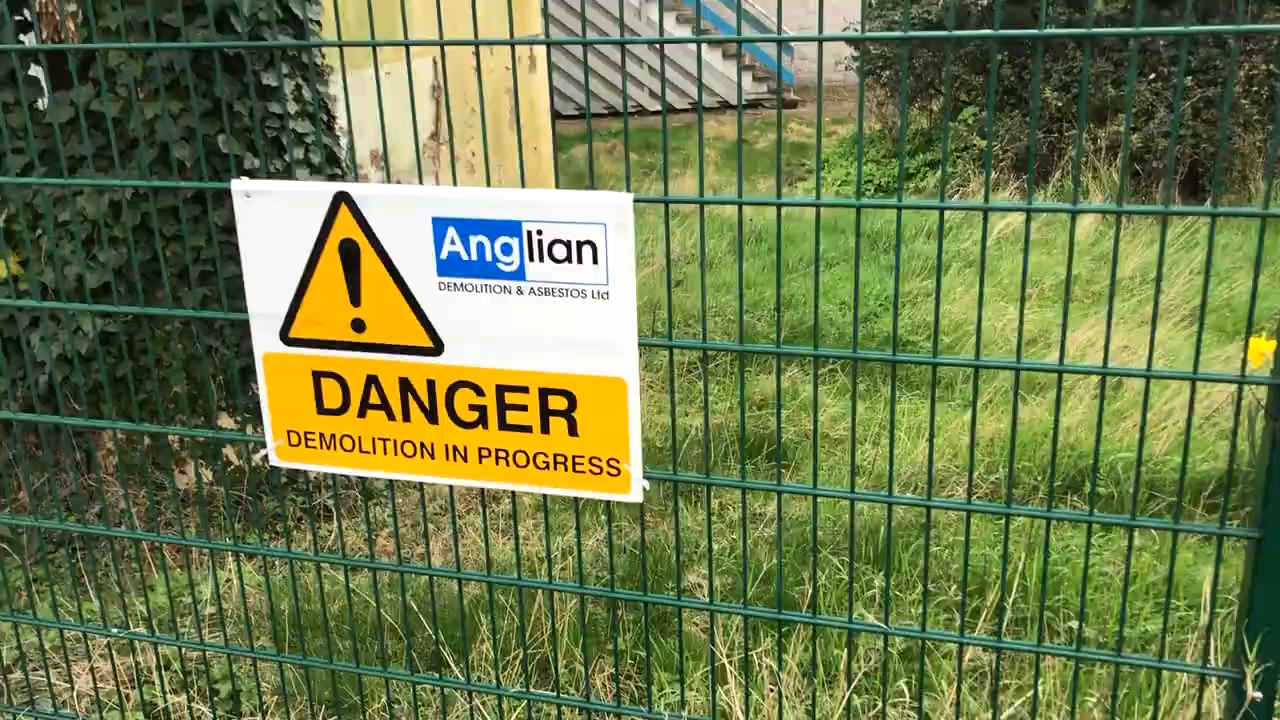 Anglian
DEMOLITION & ASBESTOS Ltd
DANGER
DEMOLITION IN PROGRESS